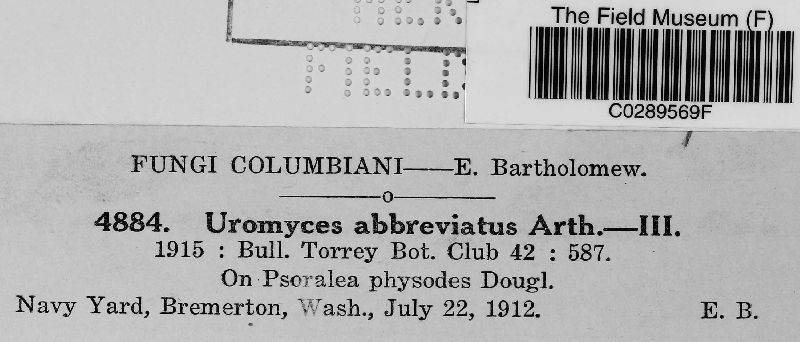 The Field Museum (F)
C0289569F
FIELD
FUNGI COLUMBIANI——E. Bartholomew.
o
4884. Uromyces abbreviatus Arth.—III.
1915 : Bull. Torrey Bot. Club 42 : 587.
On Psoralea physodes Dougl.
Navy Yard, Bremerton, Wash., July 22, 1912. E. B.